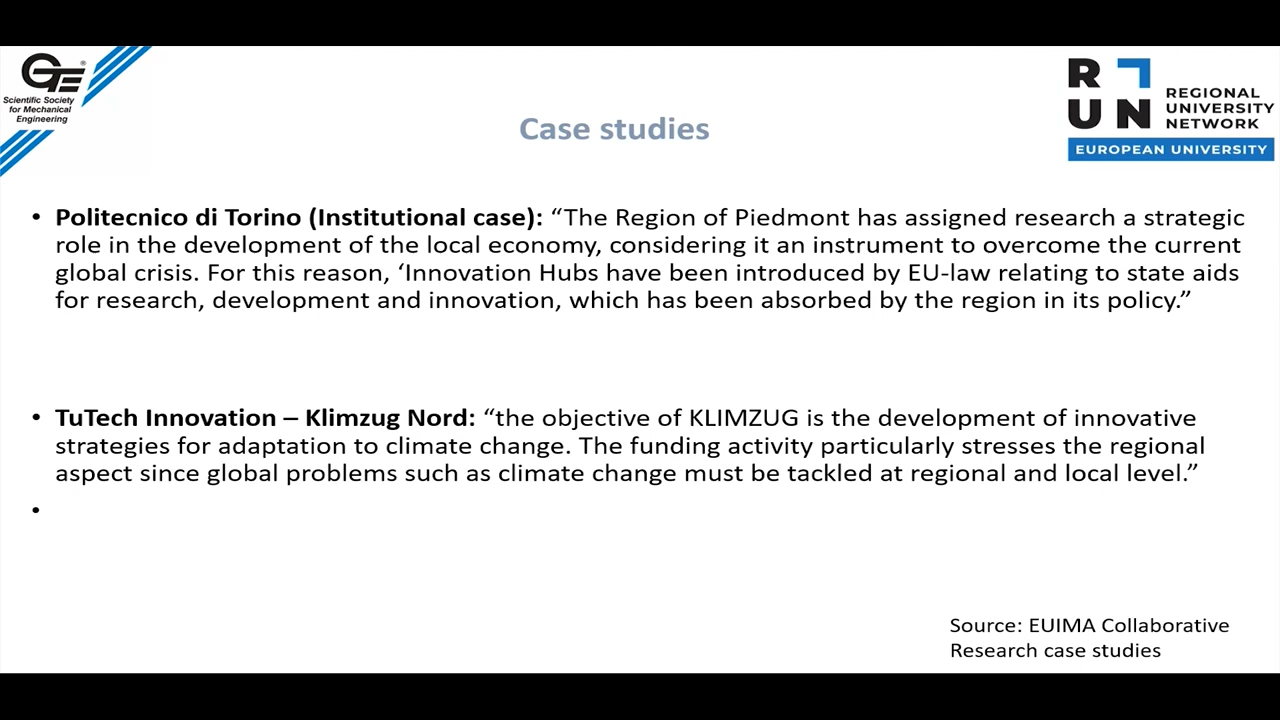 GTE®
Scientific Society
for Mechanical
Engineering
Case studies
R UN
REGIONAL
UNIVERSITY
NETWORK
EUROPEAN UNIVERSITY
• Politecnico di Torino (Institutional case): “The Region of Piedmont has assigned research a strategic
role in the development of the local economy, considering it an instrument to overcome the current
global crisis. For this reason, ‘Innovation Hubs have been introduced by EU-law relating to state aids
for research, development and innovation, which has been absorbed by the region in its policy.”
• TuTech Innovation – Klimzug Nord: “the objective of KLIMZUG is the development of innovative
strategies for adaptation to climate change. The funding activity particularly stresses the regional
aspect since global problems such as climate change must be tackled at regional and local level.”
•
Source: EUIMA Collaborative
Research case studies